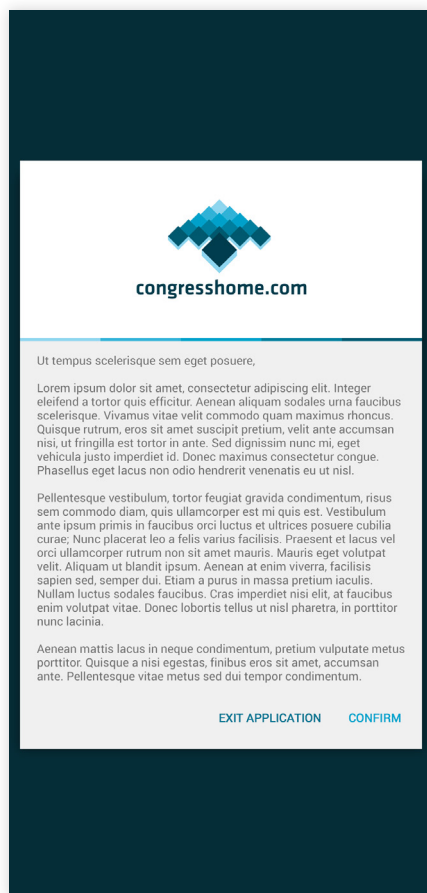 congresshome.com
Ut tempus scelerisque sem eget posuere,
Lorem ipsum dolor sit amet, consectetur adipiscing elit. Integer
eleifend a tortor quis efficitur. Aenean aliquam sodales urna faucibus
scelerisque. Vivamus vitae velit commodo quam maximus rhoncus.
Quisque rutrum, eros sit amet suscipit pretium, velit ante accumsan
nisi, ut fringilla est tortor in ante. Sed dignissim nunc mi, eget
vehicula justo imperdiet id. Donec maximus consectetur congue.
Phasellus eget lacus non odio hendrerit venenatis eu ut nisl.
Pellentesque vestibulum, tortor feugiat gravida condimentum, risus
sem commodo diam, quis ullamcorper est mi quis est. Vestibulum
ante ipsum primis in faucibus orci luctus et ultrices posuere cubilia
curae; Nunc placerat leo a felis varius facilisis. Praesent et lacus vel
orci ullamcorper rutrum non sit amet mauris. Mauris eget volutpat
velit. Aliquam ut blandit ipsum. Aenean at enim viverra, facilisis
sapien sed, semper dui. Etiam a purus in massa pretium iaculis.
Nullam luctus sodales faucibus. Cras imperdiet nisi elit, at faucibus
enim volutpat vitae. Donec lobortis tellus ut nisl pharetra, in porttitor
nunc lacinia.
Aenean mattis lacus in neque condimentum, pretium vulputate metus
porttitor. Quisque a nisi egestas, finibus eros sit amet, accumsan
ante. Pellentesque vitae metus sed dui tempor condimentum.
EXIT APPLICATION CONFIRM